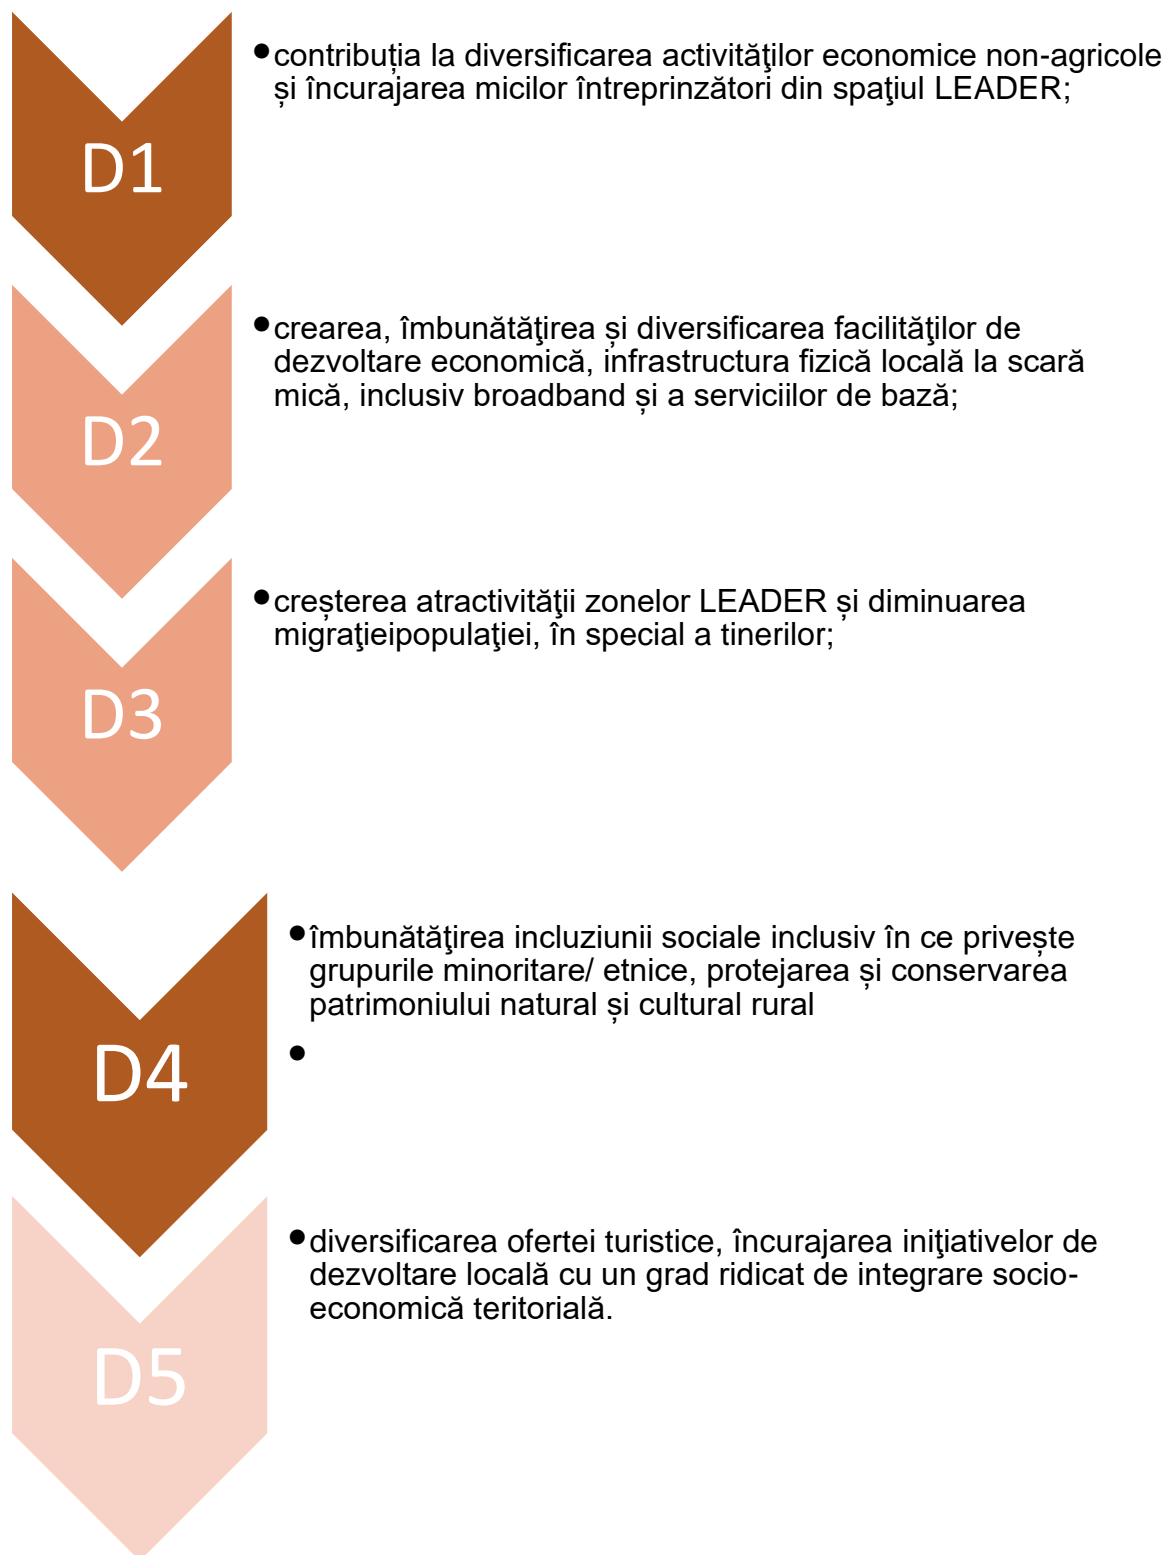 D1
•contribuția la diversificarea activităţilor economice non-agricole
și încurajarea micilor întreprinzători din spaţiul LEADER;
D2
•crearea, îmbunătăţirea și diversificarea facilităţilor de
dezvoltare economică, infrastructura fizică locală la scară
mică, inclusiv broadband și a serviciilor de bază;
D3
•creșterea atractivităţii zonelor LEADER și diminuarea
migraţieipopulaţiei, în special a tinerilor;
D4
•îmbunătăţirea incluziunii sociale inclusiv în ce privește
grupurile minoritare/ etnice, protejarea și conservarea
patrimoniului natural și cultural rural
•
D5
•diversificarea ofertei turistice, încurajarea iniţiativelor de
dezvoltare locală cu un grad ridicat de integrare socio-
economică teritorială.